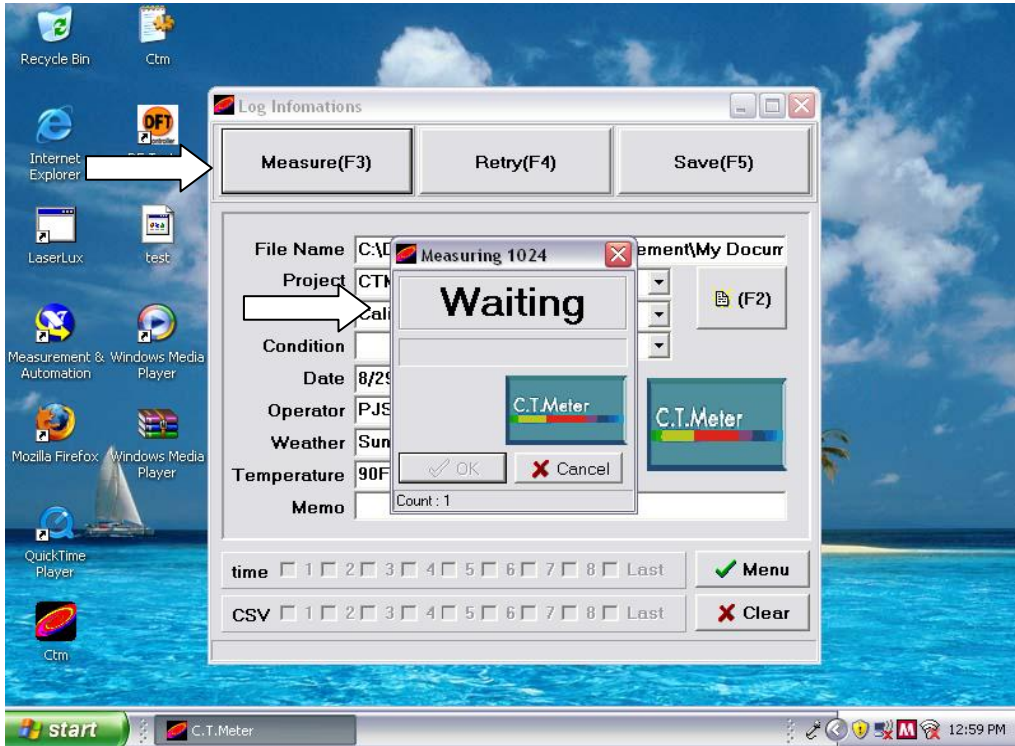 Recycle Bin
Ctm
Internet
Explorer
LaserLux
test
Measurement &
Automation
Windows Media
Player
Mozilla Firefox
Windows Media
Player
QuickTime
Player
Ctm
DFT
Log Infomations
Measure(F3)
Retry(F4)
Save(F5)
File Name C:\
ement\My Docum
Project
(F2)
Condition
Date 8/29
Operator PJS
Weather Sun
Temperature 90F
Memo
Measuring 1024
Waiting
C.T.Meter
OK
Cancel
Count : 1
C.T.Meter
time 1 2 3 4 5 6 7 8 Last
Menu
CSV 1 2 3 4 5 6 7 8 Last
Clear
start
C.T.Meter
12:59 PM